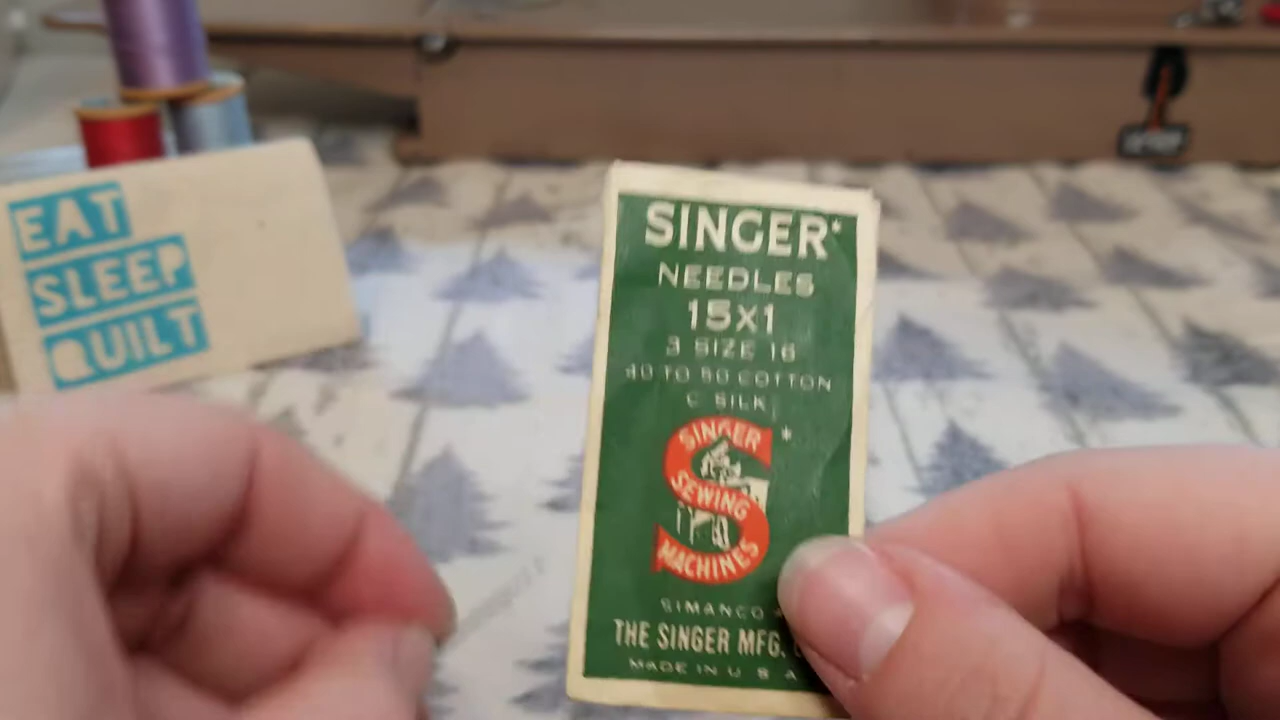 EAT
SLEEP
QUILT
SINGER*
NEEDLES
15X1
3 SIZE 16
40 TO 50 COTTON
C SILK
SINGER *
SEWING
MACHINES
SIMANCO *
THE SINGER MFG.
MADE IN U S A